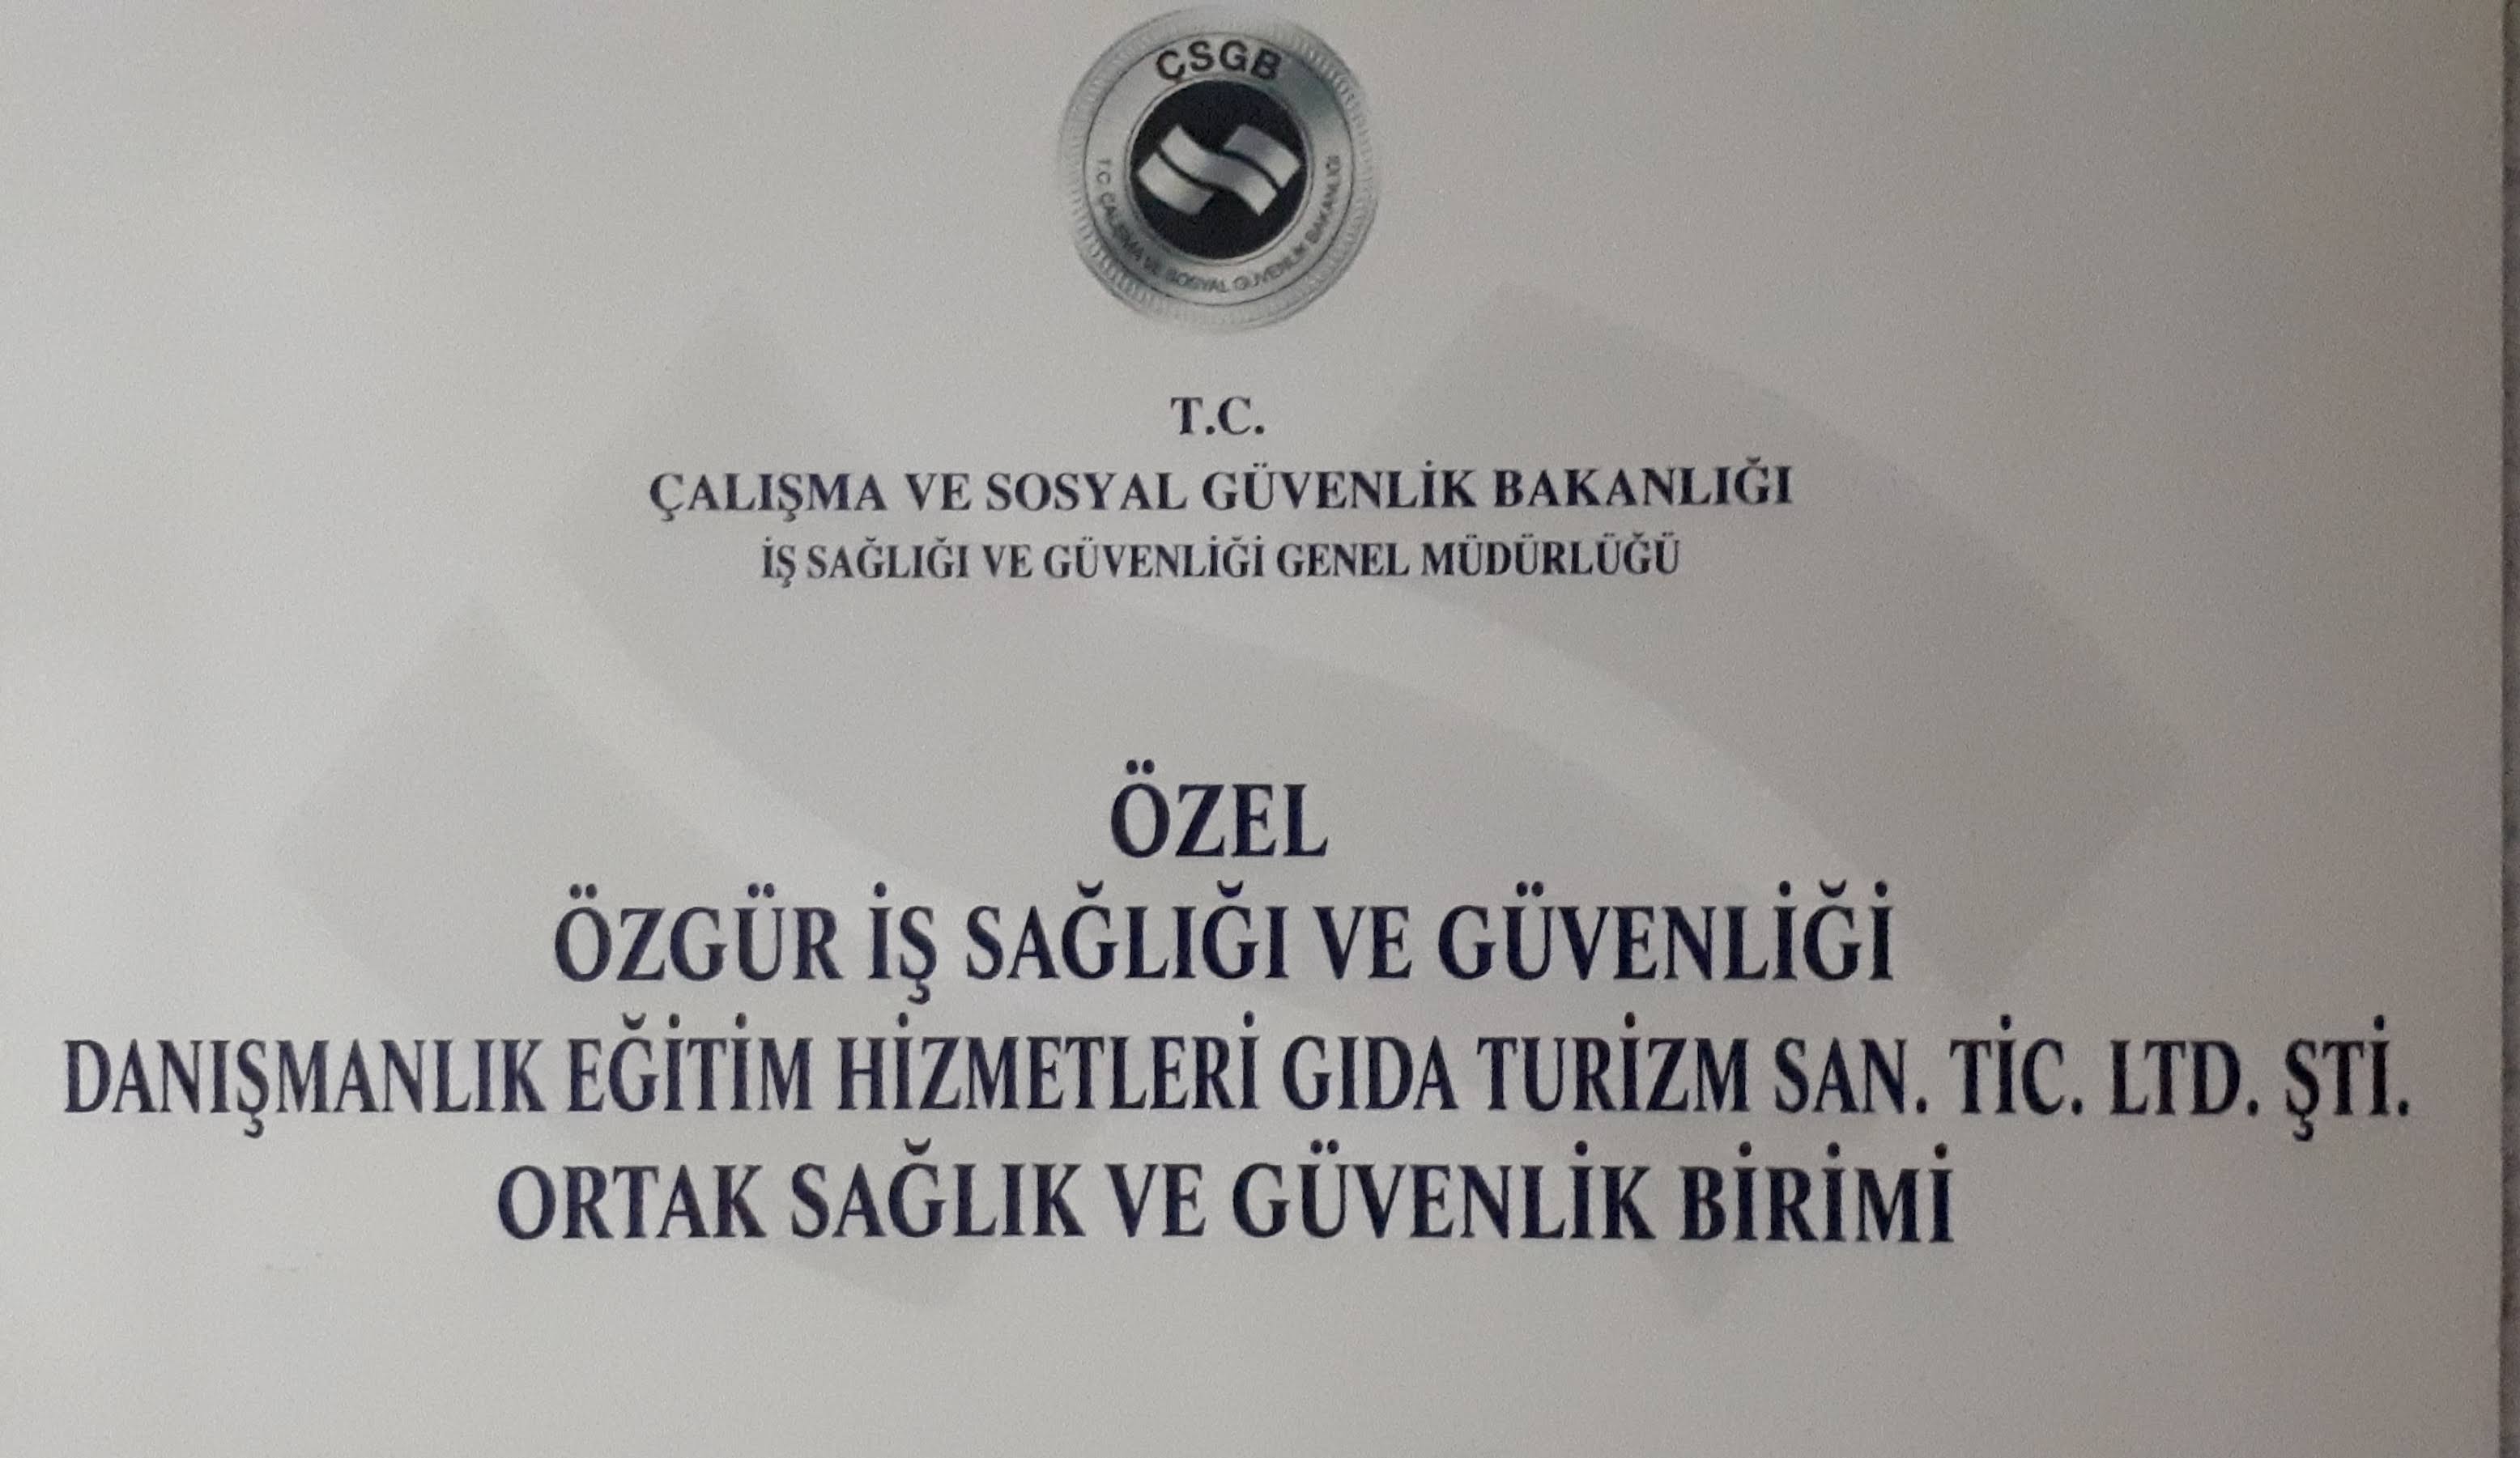 ÇSGB
T.C. ÇALIŞMA VE SOSYAL GÜVENLİK BAKANLIĞI
T.C.
ÇALIŞMA VE SOSYAL GÜVENLİK BAKANLIĞI
İŞ SAĞLIĞI VE GÜVENLİĞİ GENEL MÜDÜRLÜĞÜ
ÖZEL
ÖZGÜR İŞ SAĞLIĞI VE GÜVENLİĞİ
DANIŞMANLIK EĞİTİM HİZMETLERİ GIDA TURİZM SAN. TİC. LTD. ŞTİ.
ORTAK SAĞLIK VE GÜVENLİK BİRİMİ